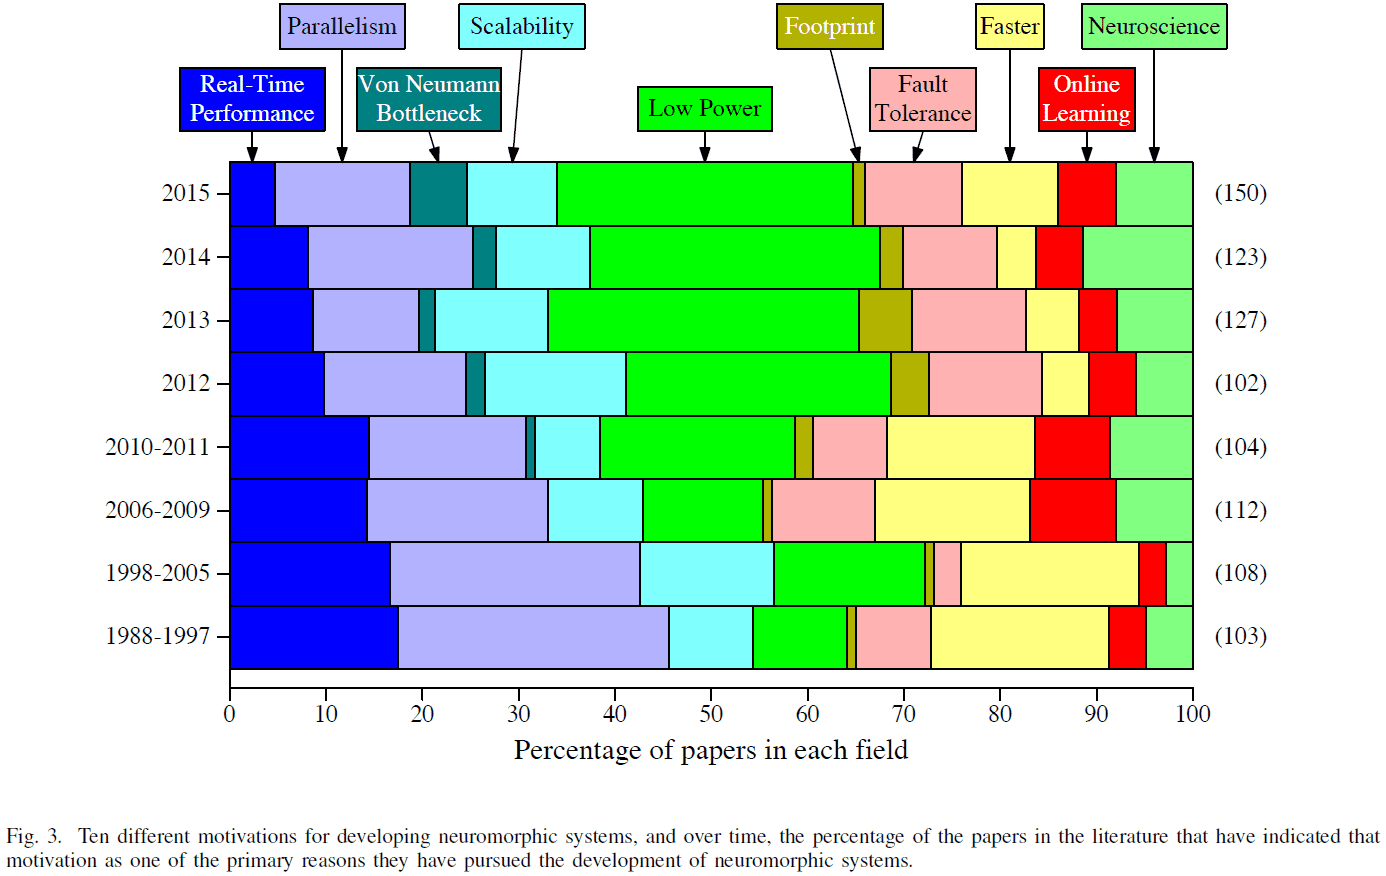 Parallelism
Scalability
Footprint
Faster
Neuroscience
Real-Time
Performance
Von Neumann
Bottleneck
Low Power
Fault
Tolerance
Online
Learning
2015 (150)
2014 (123)
2013 (127)
2012 (102)
2010-2011 (104)
2006-2009 (112)
1998-2005 (108)
1988-1997 (103)
0 10 20 30 40 50 60 70 80 90 100
Percentage of papers in each field
Fig. 3. Ten different motivations for developing neuromorphic systems, and over time, the percentage of the papers in the literature that have indicated that
motivation as one of the primary reasons they have pursued the development of neuromorphic systems.